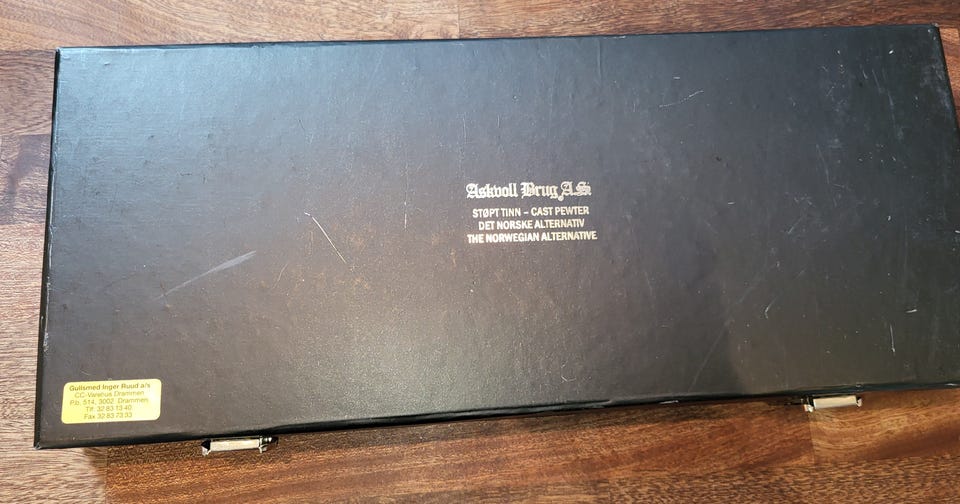 Askvoll Brug A.S
STØPT TINN – CAST PEWTER
DET NORSKE ALTERNATIV
THE NORWEGIAN ALTERNATIVE
Gullsmed Inger Ruud a/s
CC-Varehus Drammen
P.b. 514, 3002 Drammen
Tlf. 32 83 13 40
Fax 32 83 73 33